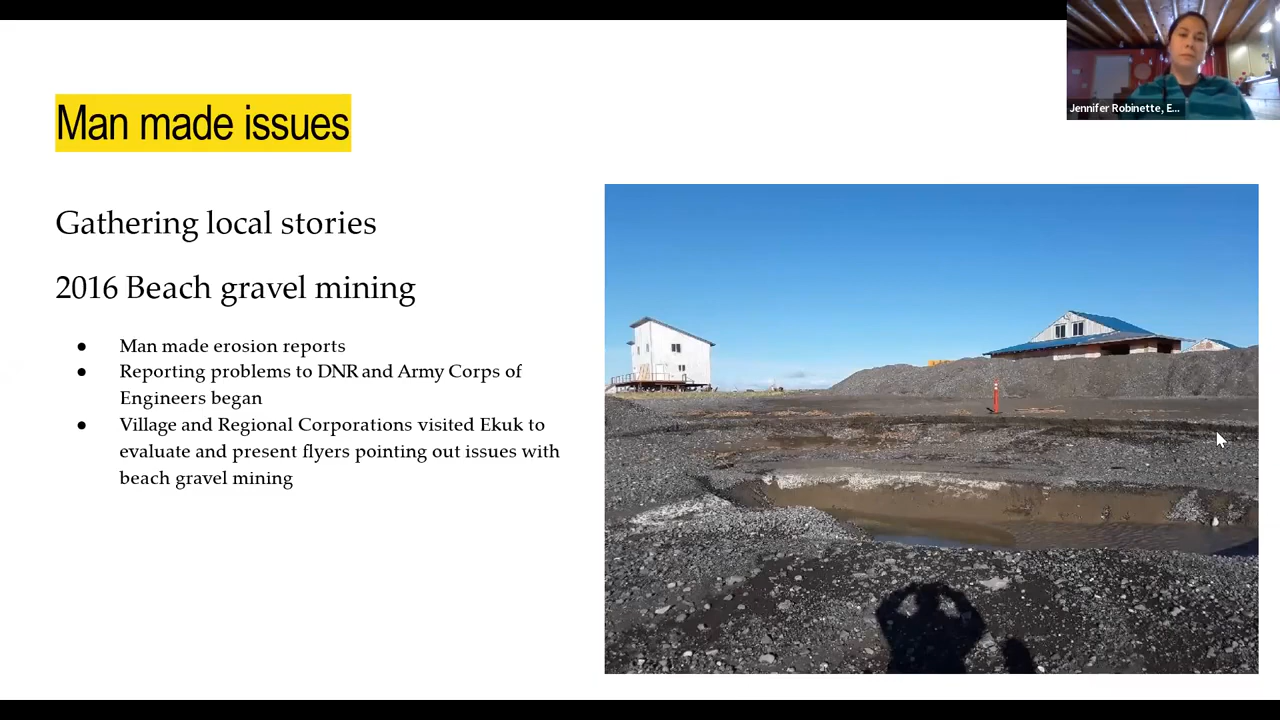 Man made issues
Gathering local stories
2016 Beach gravel mining
● Man made erosion reports
● Reporting problems to DNR and Army Corps of
Engineers began
● Village and Regional Corporations visited Ekuk to
evaluate and present flyers pointing out issues with
beach gravel mining
Jennifer Robinette, E...